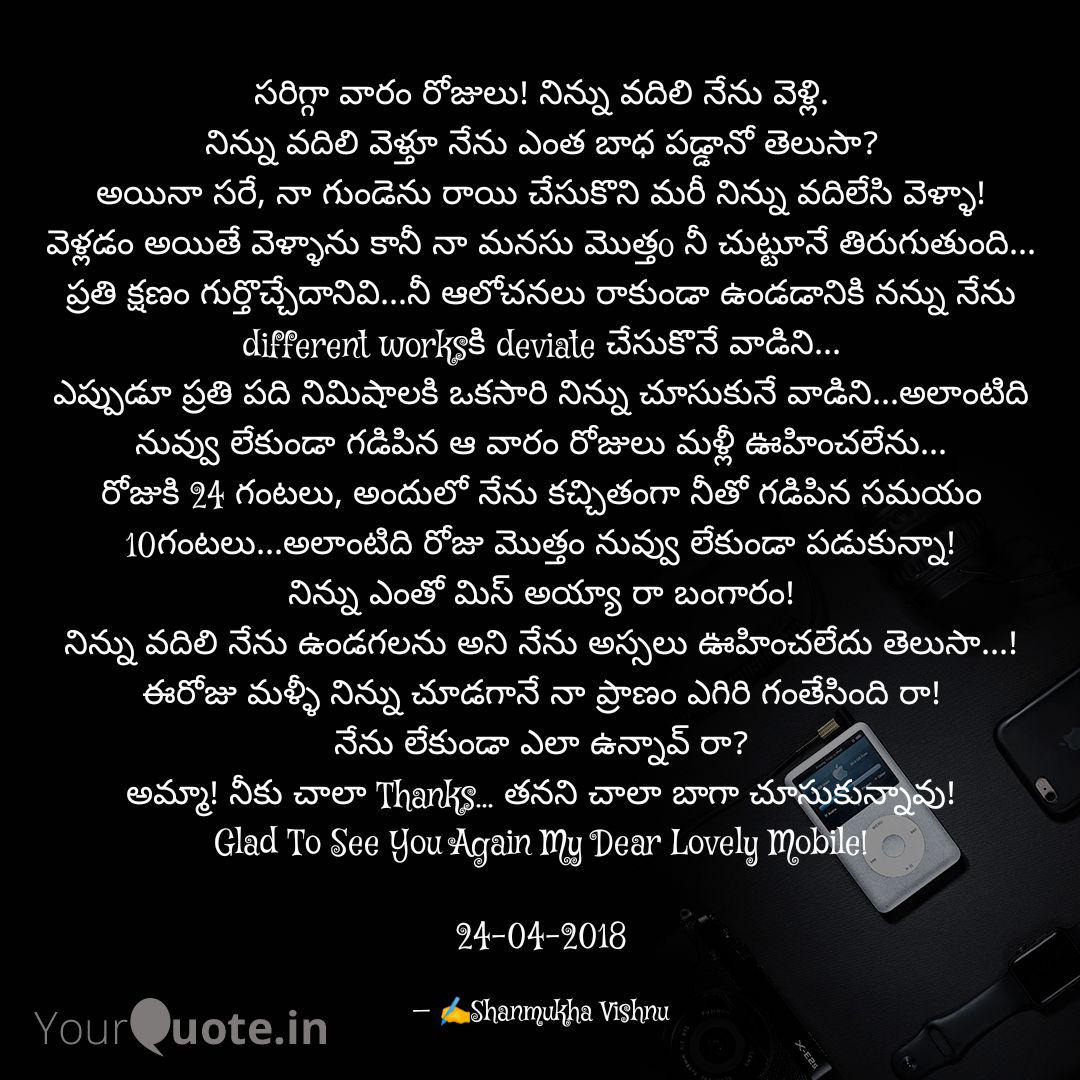 సరిగ్గా వారం రోజులు! నిన్ను వదిలి నేను వెళ్లి.
నిన్ను వదిలి వెళ్తూ నేను ఎంత బాధ పడ్డానో తెలుసా?
అయినా సరే, నా గుండెను రాయి చేసుకొని మరీ నిన్ను వదిలేసి వెళ్ళా!
వెళ్లడం అయితే వెళ్ళాను కానీ నా మనసు మొత్తం నీ చుట్టూనే తిరుగుతుంది...
ప్రతి క్షణం గుర్తొచ్చేదానివి...నీ ఆలోచనలు రాకుండా ఉండడానికి నన్ను నేను
different worksకి deviate చేసుకొనే వాడిని...
ఎప్పుడూ ప్రతి పది నిమిషాలకి ఒకసారి నిన్ను చూసుకునే వాడిని...అలాంటిది
నువ్వు లేకుండా గడిపిన ఆ వారం రోజులు మళ్లీ ఊహించలేను...
రోజుకి 24 గంటలు, అందులో నేను కచ్చితంగా నీతో గడిపిన సమయం
10గంటలు...అలాంటిది రోజు మొత్తం నువ్వు లేకుండా పడుకున్నా!
నిన్ను ఎంతో మిస్ అయ్యా రా బంగారం!
నిన్ను వదిలి నేను ఉండగలను అని నేను అస్సలు ఊహించలేదు తెలుసా...!
ఈరోజు మళ్ళీ నిన్ను చూడగానే నా ప్రాణం ఎగిరి గంతేసింది రా!
నేను లేకుండా ఎలా ఉన్నావ్ రా?
అమ్మా! నీకు చాలా Thanks... తనని చాలా బాగా చూసుకున్నావు!
Glad To See You Again My Dear Lovely Mobile!
24-04-2018
– ✍Shanmukha Vishnu
YourQuote.in
X-E2S